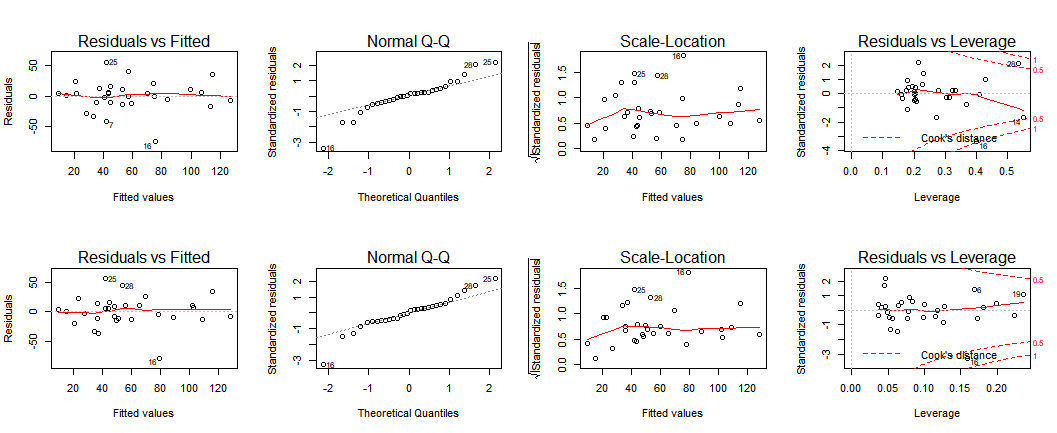 Residuals vs Fitted
Residuals
50
0
-50
25
7
16
20 40 60 80 100 120
Fitted values
Normal Q-Q
Standardized residuals
2
1
-1
-3
28
25
16
-2 -1 0 1 2
Theoretical Quantiles
Scale-Location
√|Standardized residuals|
1.5
1.0
0.5
0.0
16
25
28
20 40 60 80 100 120
Fitted values
Residuals vs Leverage
Standardized residuals
2
0
-2
-4
28
14
16
1
0.5
0.5
1
Cook's distance
0.0 0.1 0.2 0.3 0.4 0.5
Leverage
Residuals vs Fitted
Residuals
50
0
-50
25
28
16
20 40 60 80 100 120
Fitted values
Normal Q-Q
Standardized residuals
2
1
-1
-3
28
25
16
-2 -1 0 1 2
Theoretical Quantiles
Scale-Location
√|Standardized residuals|
1.5
1.0
0.5
0.0
16
25
28
20 40 60 80 100 120
Fitted values
Residuals vs Leverage
Standardized residuals
2
1
-1
-3
6
19
16
0.5
0.5
1
Cook's distance
0.00 0.05 0.10 0.15 0.20
Leverage